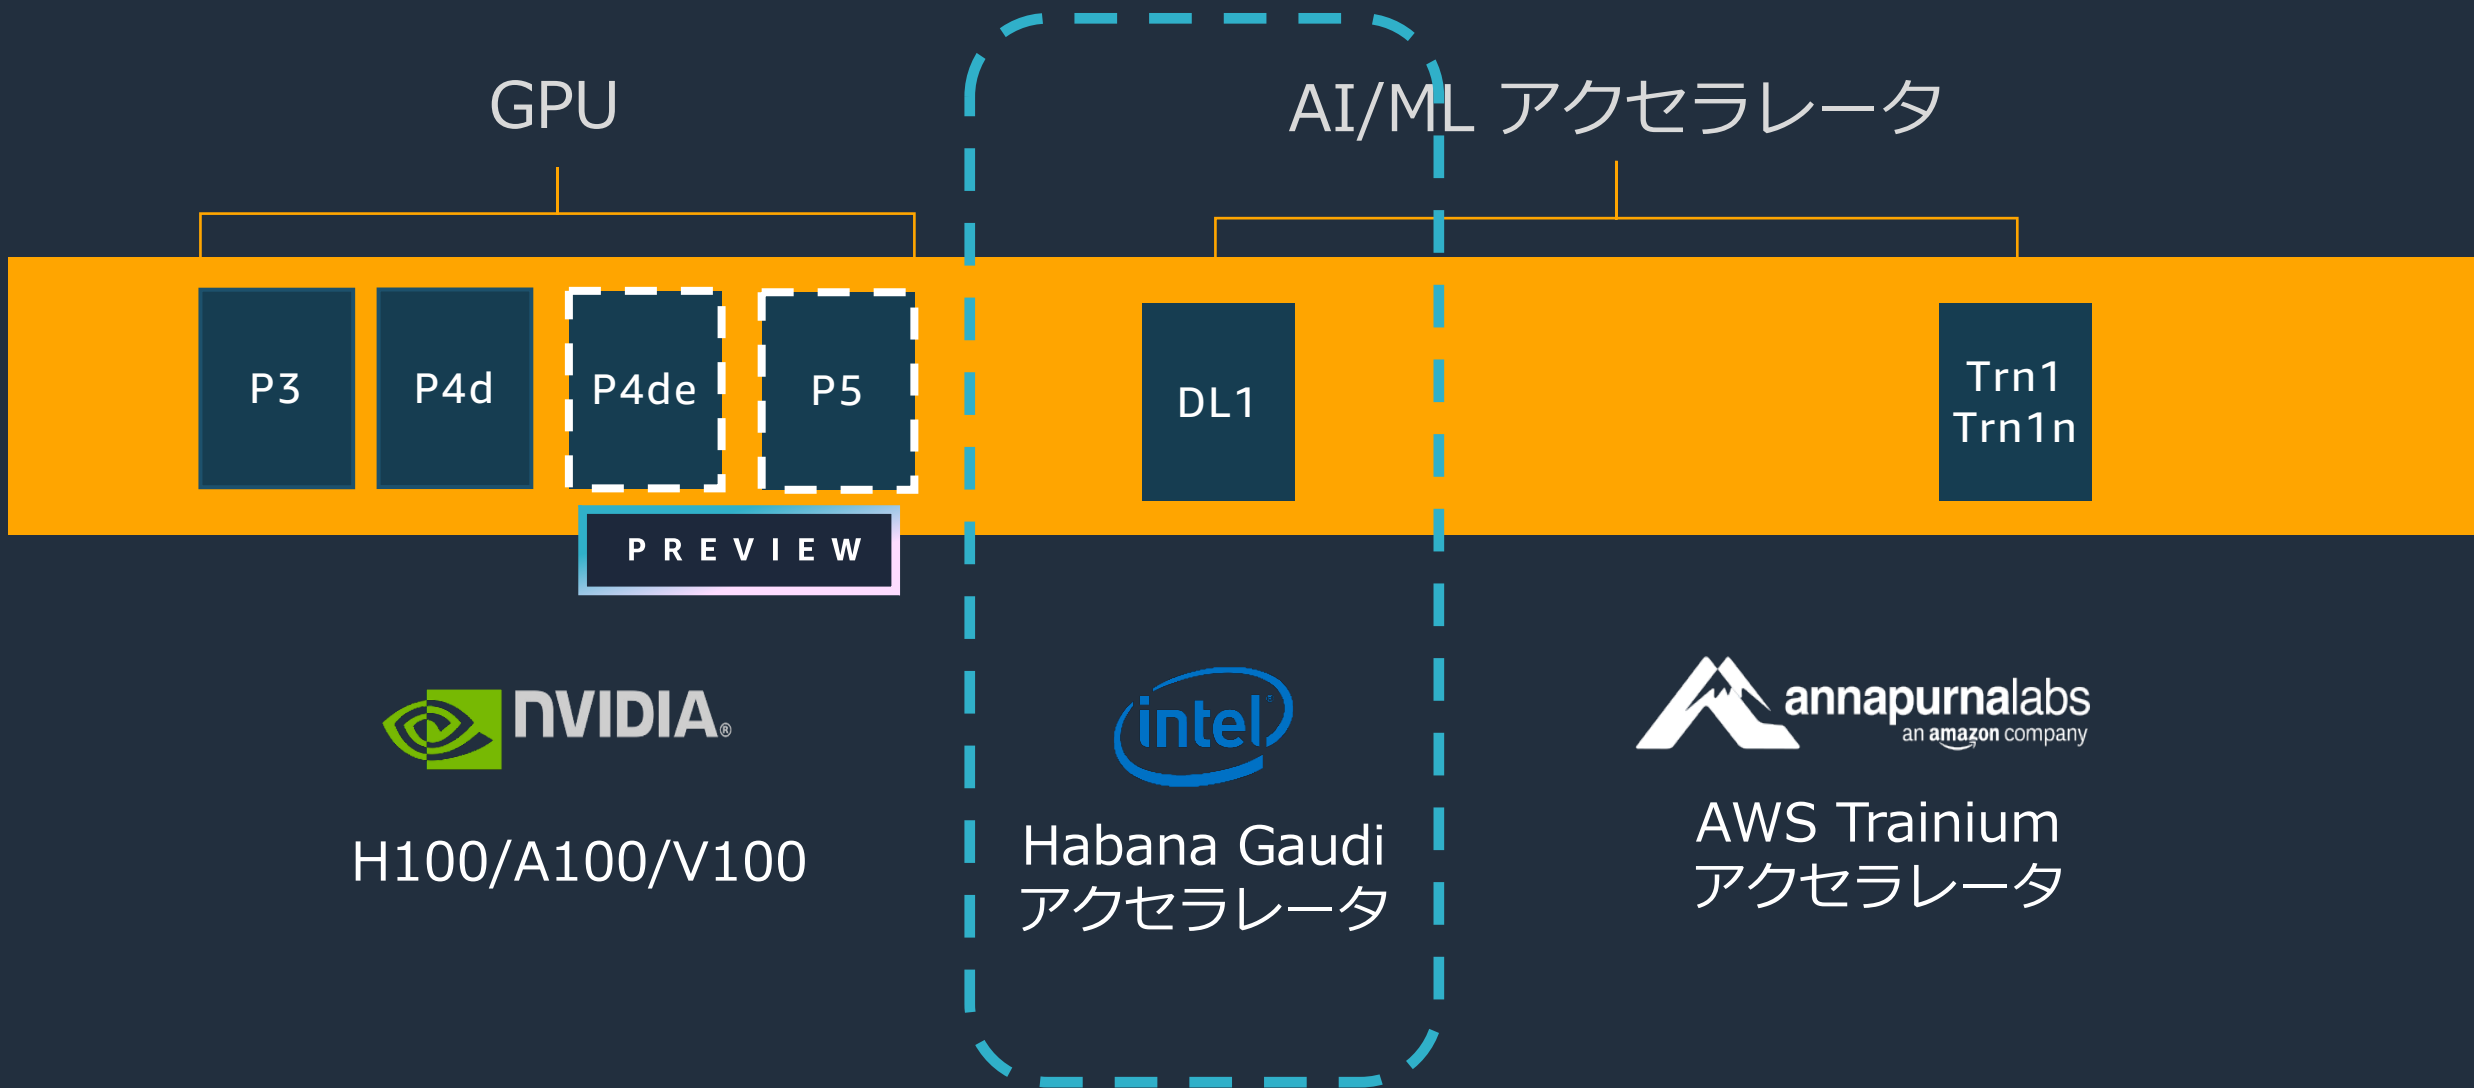 GPU
AI/ML アクセラレータ
P3
P4d
P4de
P5
DL1
Trn1
Trn1n
PREVIEW
NVIDIA®
intel®
annapurnalabs
an amazon company
H100/A100/V100
Habana Gaudi
アクセラレータ
AWS Trainium
アクセラレータ